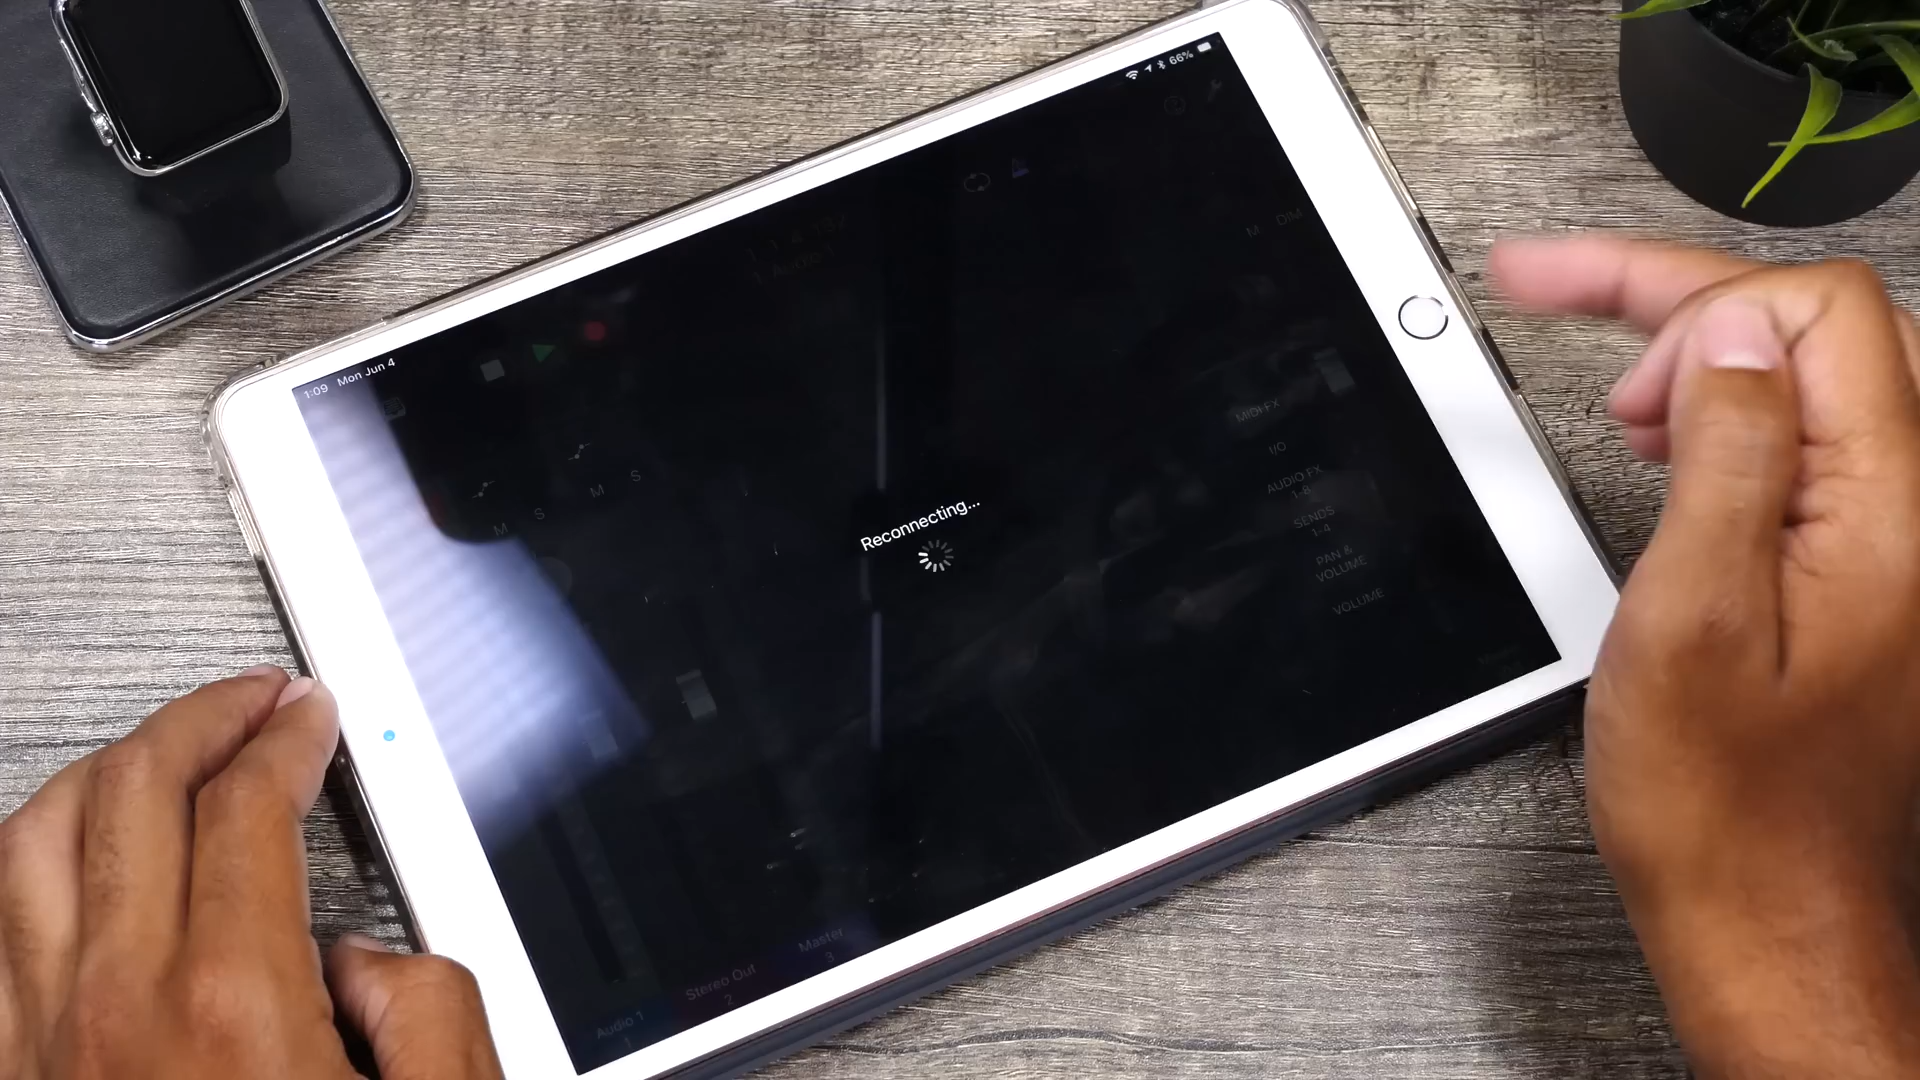 1:09 Mon Jun 4
66%
M DIM
M S
M S
Reconnecting...
MIDI FX
I/O
AUDIO FX
1-8
SENDS
1-4
PAN &
VOLUME
VOLUME
Audio 1
1
Stereo Out
2
Master
3